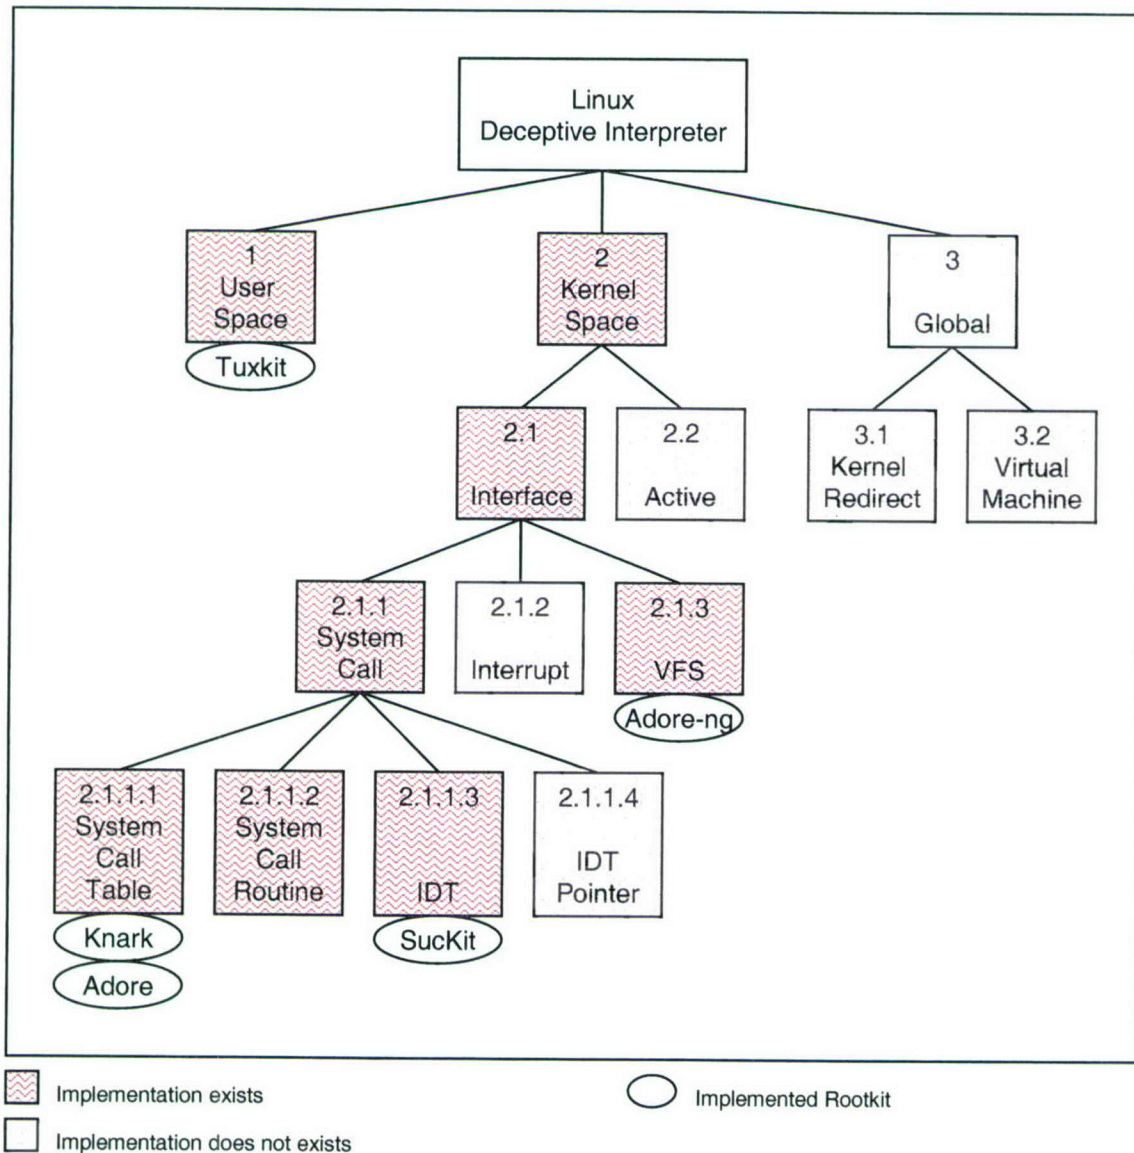 Linux
Deceptive Interpreter
1
User
Space
Tuxkit
2
Kernel
Space
3
Global
2.1
Interface
2.2
Active
3.1
Kernel
Redirect
3.2
Virtual
Machine
2.1.1
System
Call
2.1.2
Interrupt
2.1.3
VFS
Adore-ng
2.1.1.1
System
Call
Table
Knark
Adore
2.1.1.2
System
Call
Routine
2.1.1.3
IDT
SucKit
2.1.1.4
IDT
Pointer
Implementation exists
Implemented Rootkit
Implementation does not exists